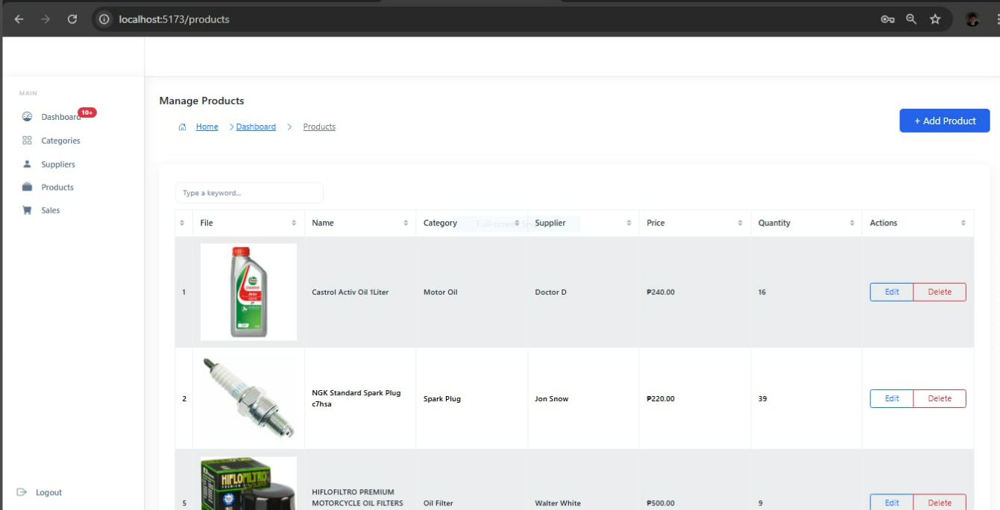 localhost:5173/products
MAIN
Dashboard 10+
Categories
Suppliers
Products
Sales
Logout
Manage Products
Home
Dashboard
Products
+ Add Product
Type a keyword...
File Name Category Supplier Price Quantity Actions
Full-screen
1 Castrol Activ Oil 1Liter Motor Oil Doctor D ₱240.00 16 Edit Delete
Castrol
Activ
2 NGK Standard Spark Plug Spark Plug Jon Snow ₱220.00 39 Edit Delete
c7hsa
HIFLOFILTRO
5 HIFLOFILTRO PREMIUM Oil Filter Walter White ₱500.00 9 Edit Delete
MOTORCYCLE OIL FILTERS